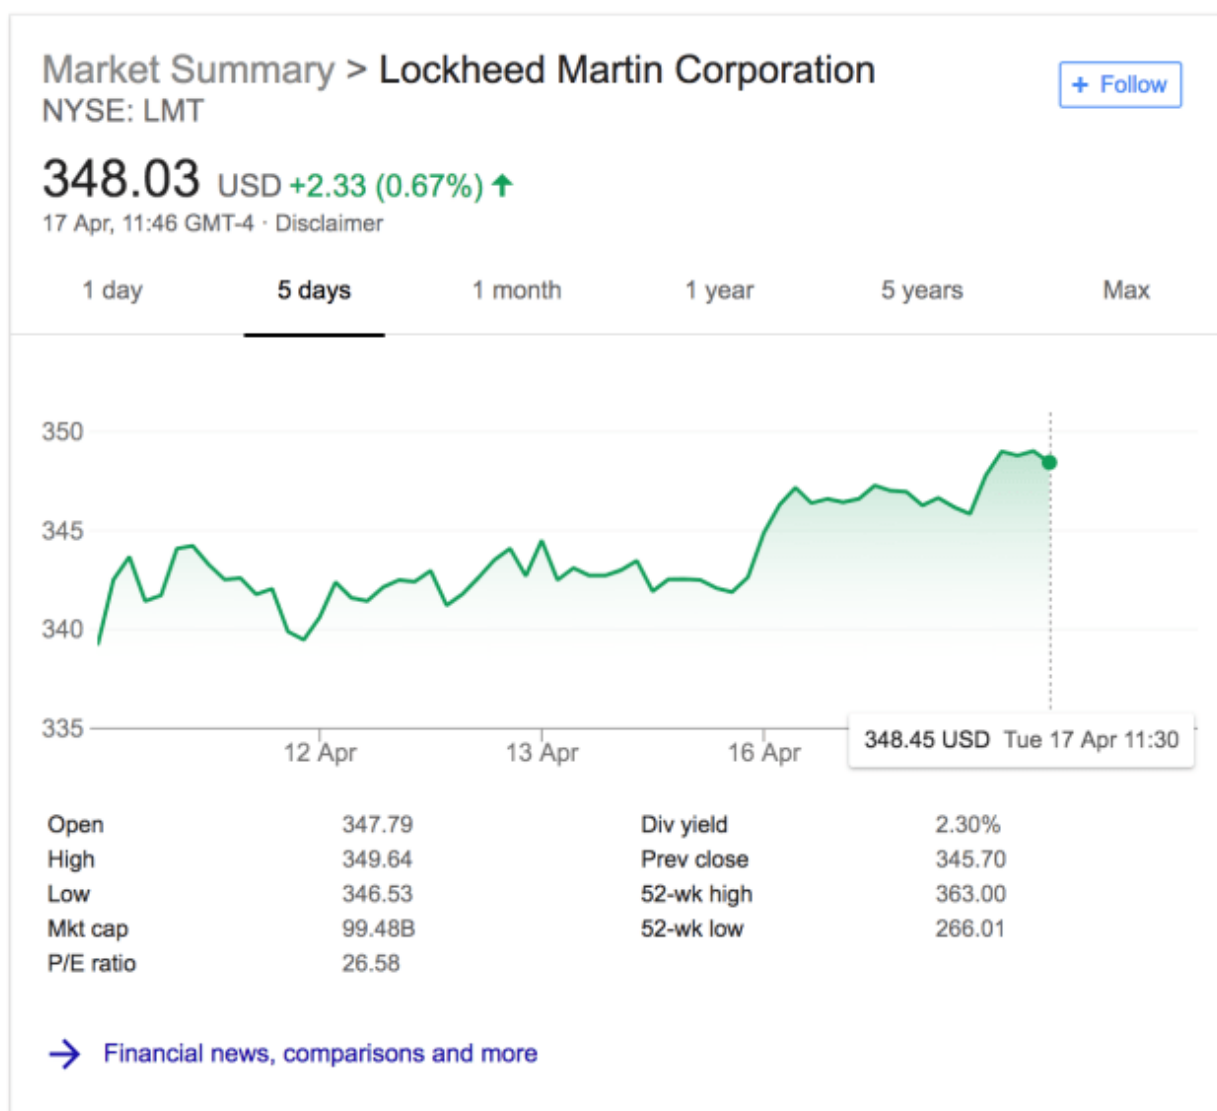 Market Summary > Lockheed Martin Corporation
+ Follow
NYSE: LMT
348.03 USD +2.33 (0.67%) ↑
17 Apr, 11:46 GMT-4 · Disclaimer
1 day 5 days 1 month 1 year 5 years Max
350
345
340
335
12 Apr 13 Apr 16 Apr
348.45 USD Tue 17 Apr 11:30
Open 347.79 Div yield 2.30%
High 349.64 Prev close 345.70
Low 346.53 52-wk high 363.00
Mkt cap 99.48B 52-wk low 266.01
P/E ratio 26.58
→ Financial news, comparisons and more